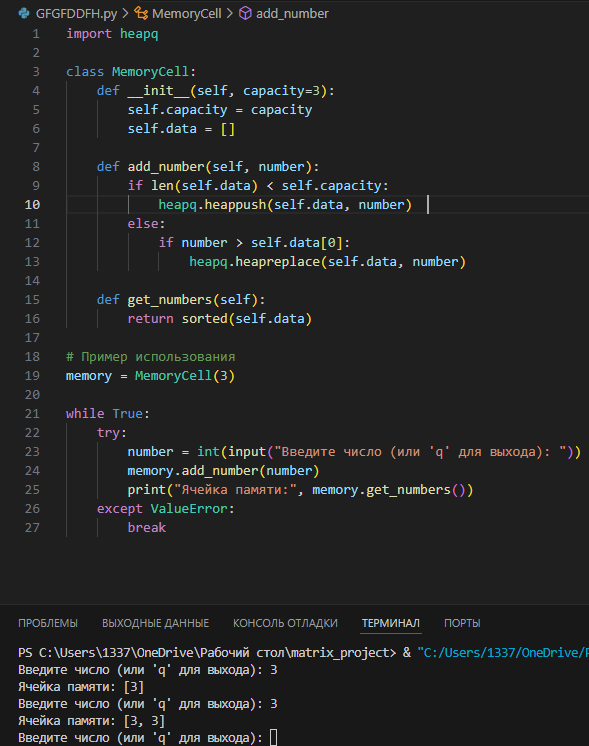 GFGFDDFH.py > MemoryCell > add_number
1 import heapq
2
3 class MemoryCell:
4 def __init__(self, capacity=3):
5 self.capacity = capacity
6 self.data = []
7
8 def add_number(self, number):
9 if len(self.data) < self.capacity:
10 heapq.heappush(self.data, number)
11 else:
12 if number > self.data[0]:
13 heapq.heapreplace(self.data, number)
14
15 def get_numbers(self):
16 return sorted(self.data)
17
18 # Пример использования
19 memory = MemoryCell(3)
20
21 while True:
22 try:
23 number = int(input("Введите число (или 'q' для выхода): "))
24 memory.add_number(number)
25 print("Ячейка памяти:", memory.get_numbers())
26 except ValueError:
27 break
ПРОБЛЕМЫ ВЫХОДНЫЕ ДАННЫЕ КОНСОЛЬ ОТЛАДКИ ТЕРМИНАЛ ПОРТЫ
PS C:\Users\1337\OneDrive\Рабочий стол\matrix_project> & "C:/Users/1337/OneDrive/
Введите число (или 'q' для выхода): 3
Ячейка памяти: [3]
Введите число (или 'q' для выхода): 3
Ячейка памяти: [3, 3]
Введите число (или 'q' для выхода):